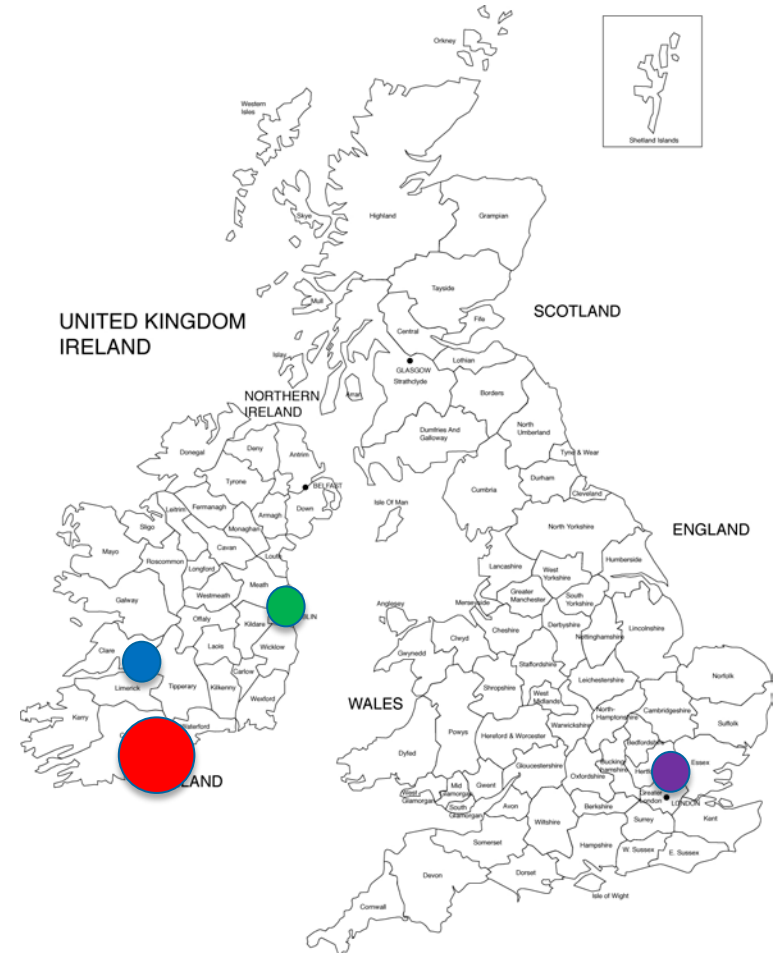 Orkney
Western
Isles
Shetland Islands
Skye
Highland
Grampian
Mull
Tayside
UNITED KINGDOM
IRELAND
SCOTLAND
Fife
Central
Islay
Lothian
GLASGOW
Strathclyde
Arran
Borders
NORTHERN
IRELAND
Dumfries And
Galloway
North
Umberland
Donegal
Deny
Antrim
Tyne & Wear
Tyrone
BELFAST
Durham
Cumbria
Cleveland
Isle Of Man
Leitrim
Fermanagh
Armagh
Down
Sligo
Monaghan
North Yorkshire
ENGLAND
Mayo
Cavan
Roscommon
Louth
Longford
Lancashire
West
Yorkshire
Humberside
Meath
Westmeath
Galway
Greater
Manchester
South
Yorkshire
Anglesey
Merseyside
Offaly
Kildare
LIN
Derbyshire
Lincolnshire
Cheshire
Nottinghamshire
Clwyd
Gwynedd
Clare
Laois
Wicklow
Staffordshire
Leicestershire
Norfolk
Limerick
Tipperary
Carlow
Kilkenny
Wexford
Shropshire
West
Midlands
WALES
North-
Hamptonshire
Cambridgeshire
Suffolk
Kerry
Waterford
Powys
Hereford & Worcester
Warwickshire
Bedfordshire
Dyfed
Gloucestershire
Bucking
hamshire
Essex
Oxfordshire
LAND
West
Glamorgan
Mid
Glamorgan
Gwent
South
Glamorgan
Avon
Berkshire
Greater
London
LONDON
Wiltshire
Surrey
Kent
Somerset
Hampshire
W. Sussex
E. Sussex
Devon
Dorset
Isle of Wight
Cornwall